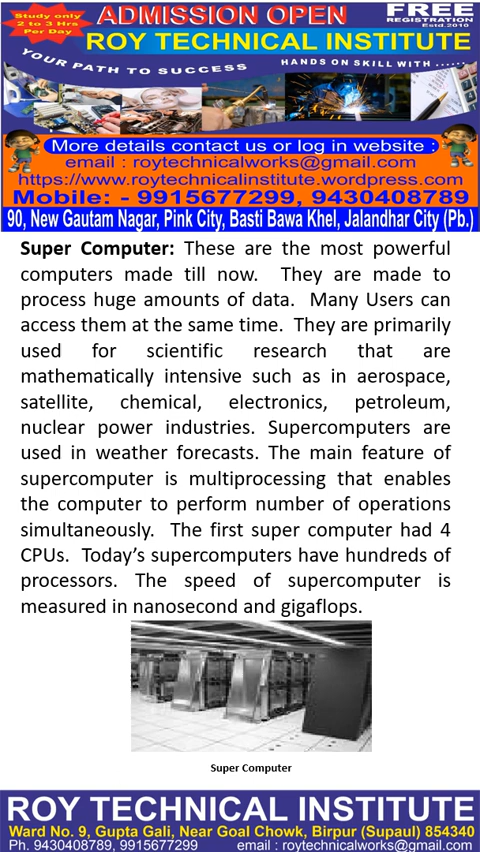 Study only
2 to 3 Hrs
Per Day
ADMISSION OPEN
FREE
REGISTRATION
Estd.2010
ROY TECHNICAL INSTITUTE
YOUR PATH TO SUCCESS
HANDS ON SKILL WITH ......
More details contact us or log in website :
email : roytechnicalworks@gmail.com
https://www.roytechnicalinstitute.wordpress.com
Mobile: - 9915677299, 9430408789
90, New Gautam Nagar, Pink City, Basti Bawa Khel, Jalandhar City (Pb.)
Super Computer: These are the most powerful
computers made till now. They are made to
process huge amounts of data. Many Users can
access them at the same time. They are primarily
used for scientific research that are
mathematically intensive such as in aerospace,
satellite, chemical, electronics, petroleum,
nuclear power industries. Supercomputers are
used in weather forecasts. The main feature of
supercomputer is multiprocessing that enables
the computer to perform number of operations
simultaneously. The first super computer had 4
CPUs. Today's supercomputers have hundreds of
processors. The speed of supercomputer is
measured in nanosecond and gigaflops.
Super Computer
ROY TECHNICAL INSTITUTE
Ward No. 9, Gupta Gali, Near Goal Chowk, Birpur (Supaul) 854340
Ph. 9430408789, 9915677299 email : roytechnicalworks@gmail.com